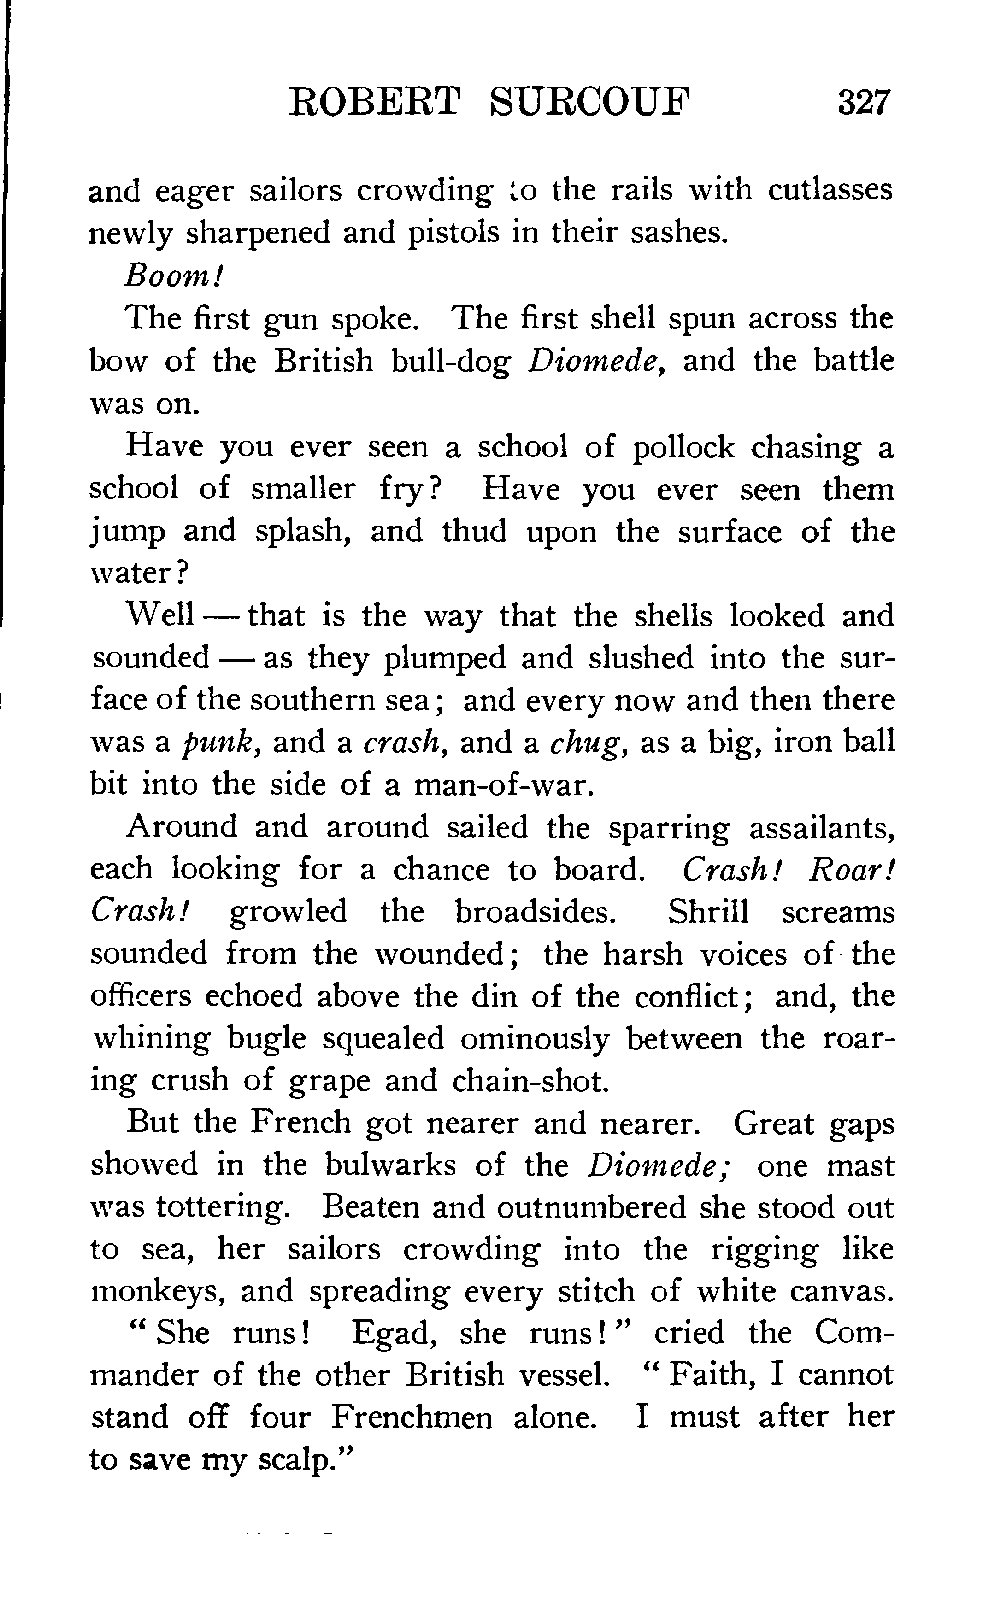 ROBERT SURCOUF 327
and eager sailors crowding to the rails with cutlasses
newly sharpened and pistols in their sashes.
Boom!
The first gun spoke. The first shell spun across the
bow of the British bull-dog Diomede, and the battle
was on.
Have you ever seen a school of pollock chasing a
school of smaller fry? Have you ever seen them
jump and splash, and thud upon the surface of the
water?
Well — that is the way that the shells looked and
sounded — as they plumped and slushed into the sur-
face of the southern sea; and every now and then there
was a punk, and a crash, and a chug, as a big, iron ball
bit into the side of a man-of-war.
Around and around sailed the sparring assailants,
each looking for a chance to board. Crash! Roar!
Crash! growled the broadsides. Shrill screams
sounded from the wounded; the harsh voices of the
officers echoed above the din of the conflict; and, the
whining bugle squealed ominously between the roar-
ing crush of grape and chain-shot.
But the French got nearer and nearer. Great gaps
showed in the bulwarks of the Diomede; one mast
was tottering. Beaten and outnumbered she stood out
to sea, her sailors crowding into the rigging like
monkeys, and spreading every stitch of white canvas.
“ She runs! Egad, she runs! ” cried the Com-
mander of the other British vessel. “ Faith, I cannot
stand off four Frenchmen alone. I must after her
to save my scalp.”